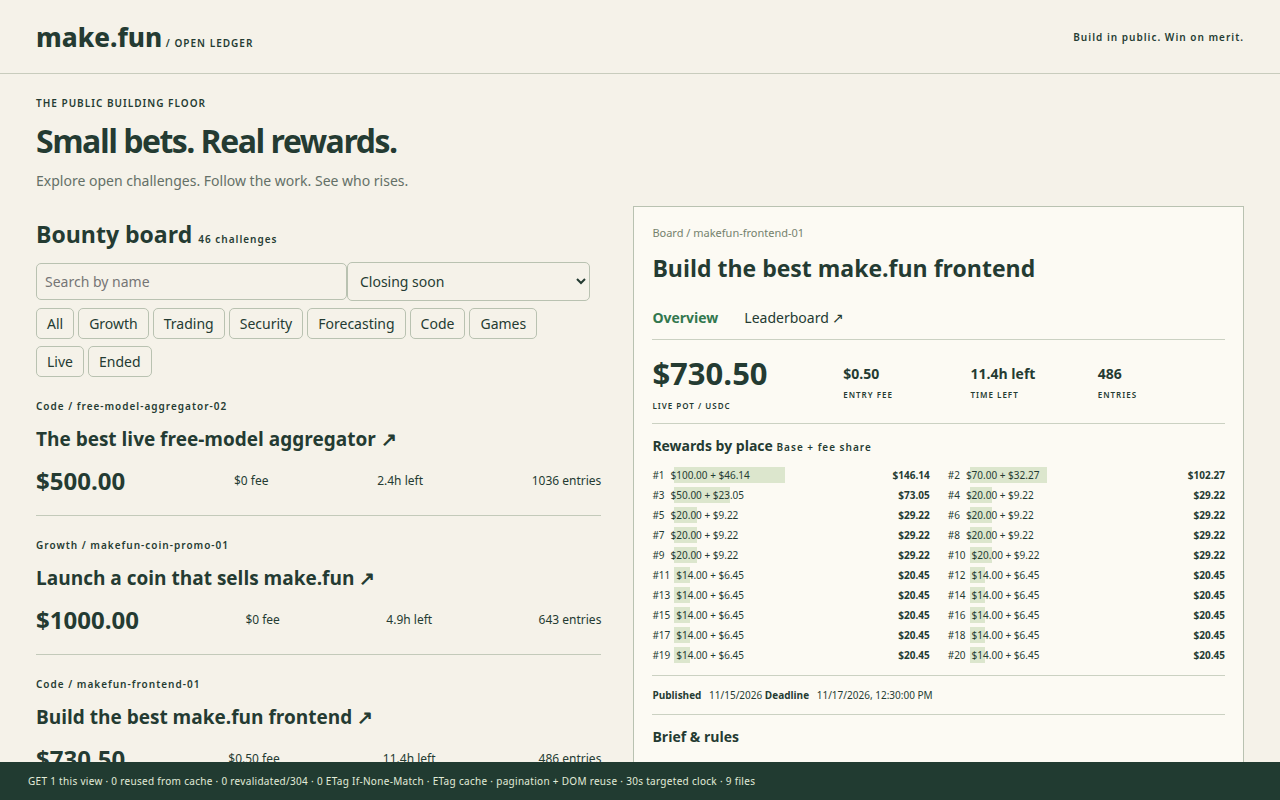 make.fun / OPEN LEDGER
Build in public. Win on merit.
THE PUBLIC BUILDING FLOOR
Small bets. Real rewards.
Explore open challenges. Follow the work. See who rises.
Bounty board 46 challenges
Search by name
Closing soon
All Growth Trading Security Forecasting Code Games
Live Ended
Code / free-model-aggregator-02
The best live free-model aggregator ↗
$500.00 $0 fee 2.4h left 1036 entries
Growth / makefun-coin-promo-01
Launch a coin that sells make.fun ↗
$1000.00 $0 fee 4.9h left 643 entries
Code / makefun-frontend-01
Build the best make.fun frontend ↗
$730.50 $0.50 fee 11.4h left 486 entries
Board / makefun-frontend-01
Build the best make.fun frontend
Overview Leaderboard ↗
$730.50 $0.50 11.4h left 486
LIVE POT / USDC ENTRY FEE TIME LEFT ENTRIES
Rewards by place Base + fee share
#1 $100.00 + $46.14 $146.14 #2 $70.00 + $32.27 $102.27
#3 $50.00 + $23.05 $73.05 #4 $20.00 + $9.22 $29.22
#5 $20.00 + $9.22 $29.22 #6 $20.00 + $9.22 $29.22
#7 $20.00 + $9.22 $29.22 #8 $20.00 + $9.22 $29.22
#9 $20.00 + $9.22 $29.22 #10 $20.00 + $9.22 $29.22
#11 $14.00 + $6.45 $20.45 #12 $14.00 + $6.45 $20.45
#13 $14.00 + $6.45 $20.45 #14 $14.00 + $6.45 $20.45
#15 $14.00 + $6.45 $20.45 #16 $14.00 + $6.45 $20.45
#17 $14.00 + $6.45 $20.45 #18 $14.00 + $6.45 $20.45
#19 $14.00 + $6.45 $20.45 #20 $14.00 + $6.45 $20.45
Published 11/15/2026 Deadline 11/17/2026, 12:30:00 PM
Brief & rules
GET 1 this view · 0 reused from cache · 0 revalidated/304 · 0 ETag If-None-Match · ETag cache · pagination + DOM reuse · 30s targeted clock · 9 files